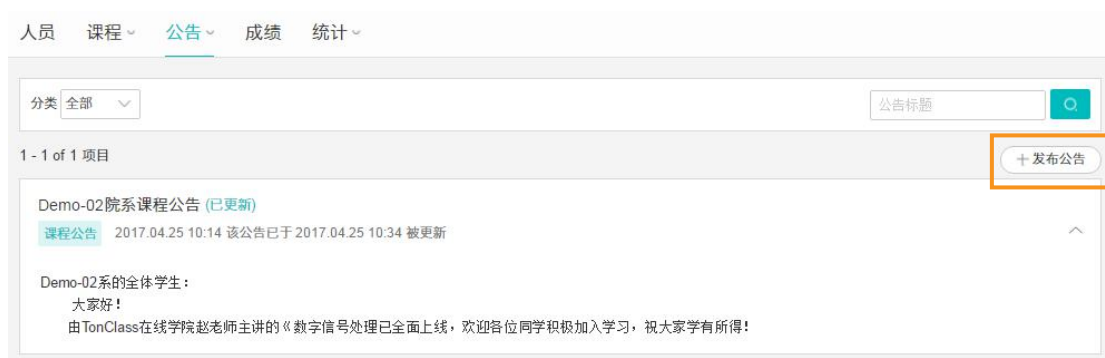 人员 课程 公告 成绩 统计
分类 全部 公告标题
1 - 1 of 1 项目 + 发布公告
Demo-02院系课程公告 (已更新)
课程公告 2017.04.25 10:14 该公告已于 2017.04.25 10:34 被更新
Demo-02系的全体学生：
大家好！
由TonClass在线学院赵老师主讲的《数字信号处理已全面上线，欢迎各位同学积极加入学习，祝大家学有所得！